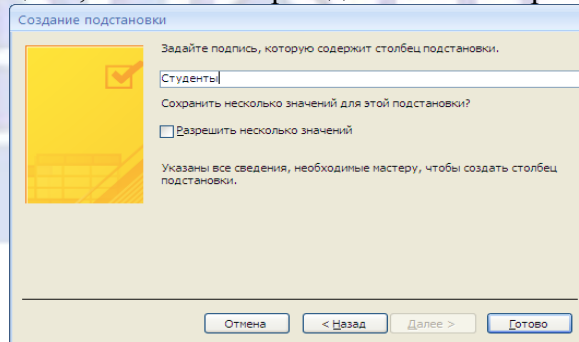 Создание подстановки
Задайте подпись, которую содержит столбец подстановки.
Студенты
Сохранить несколько значений для этой подстановки?
Разрешить несколько значений
Указаны все сведения, необходимые мастеру, чтобы создать столбец
подстановки.
Отмена < Назад Далее > Готово